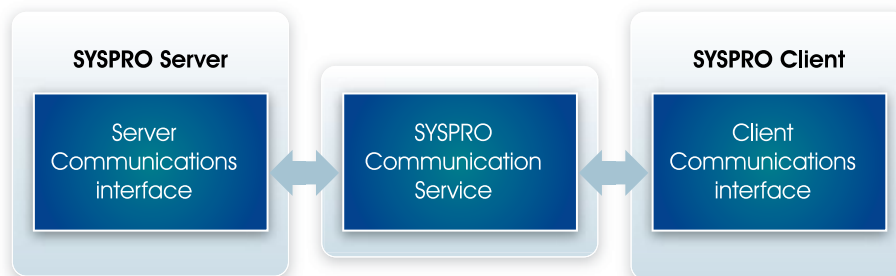 SYSPRO Server
Server
Communications
interface
SYSPRO
Communication
Service
SYSPRO Client
Client
Communications
interface